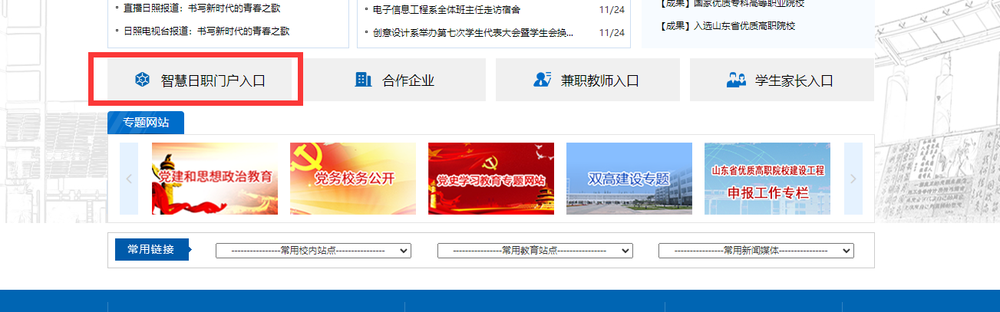 直播日照报道：书写新时代的青春之歌
日照电视台报道：书写新时代的青春之歌
电子信息工程系全体班主任走访宿舍 11/24
创意设计系举办第七次学生代表大会暨学生会换... 11/24
【成果】国家优质专科高等职业院校
【成果】入选山东省优质高职院校
智慧日职门户入口
合作企业
兼职教师入口
学生家长入口
专题网站
党建和思想政治教育
党务校务公开
党史学习教育专题网站
双高建设专题
山东省优质高职院校建设工程
申报工作专栏
常用链接
----------------常用校内站点----------------
----------------常用教育站点----------------
----------------常用新闻媒体----------------